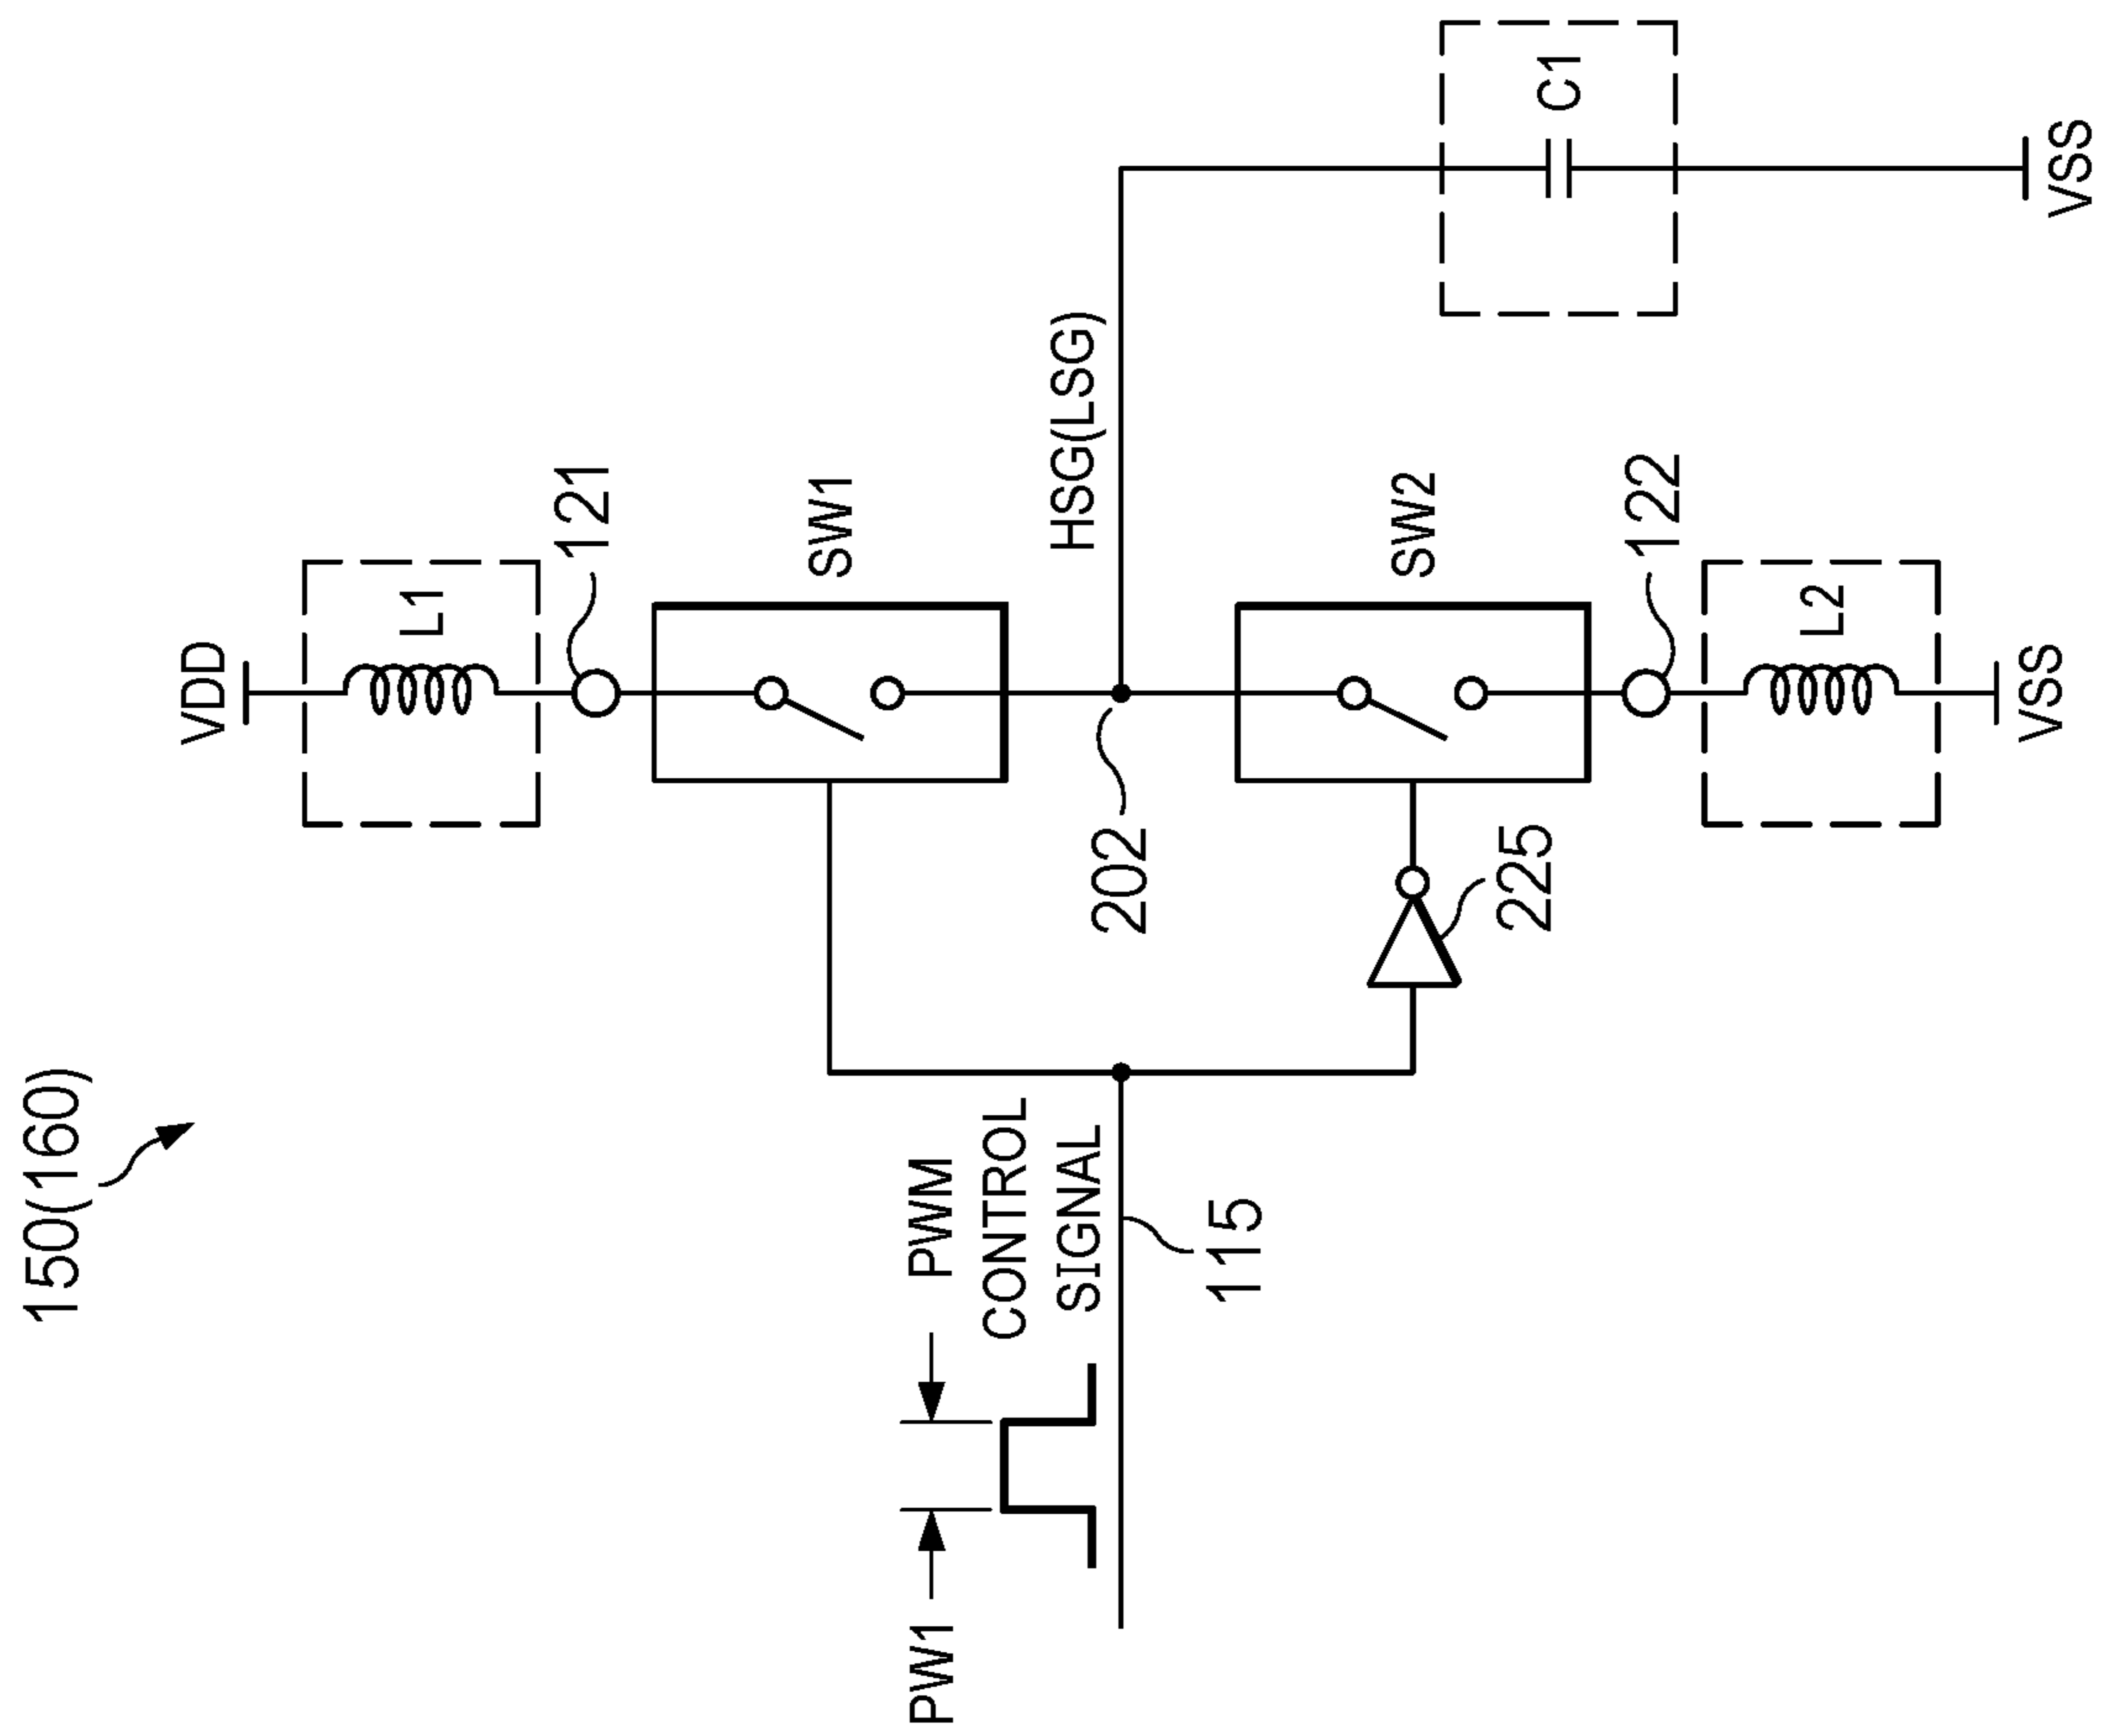 150(160)
VDD
L1
121
SW1
PW1
PWM
CONTROL
SIGNAL
115
202
HSG(LSG)
C1
225
SW2
122
L2
VSS
VSS